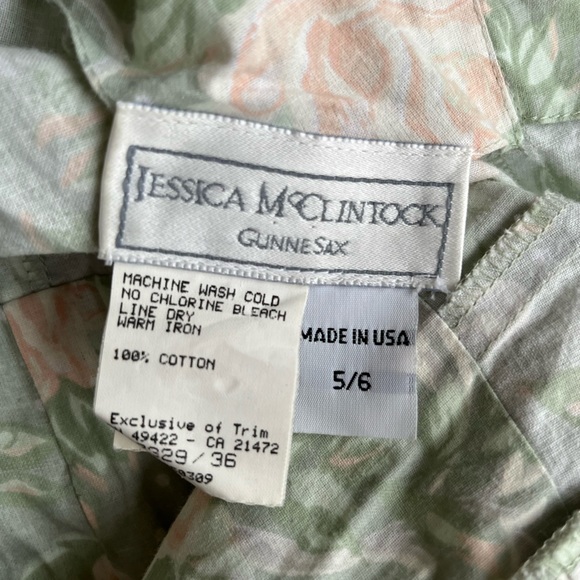 JESSICA McCLINTOCK
GUNNE SAX
MACHINE WASH COLD
NO CHLORINE BLEACH
LINE DRY
WARM IRON
100% COTTON
Exclusive of Trim
49422 - CA 21472
/36
MADE IN USA
5/6